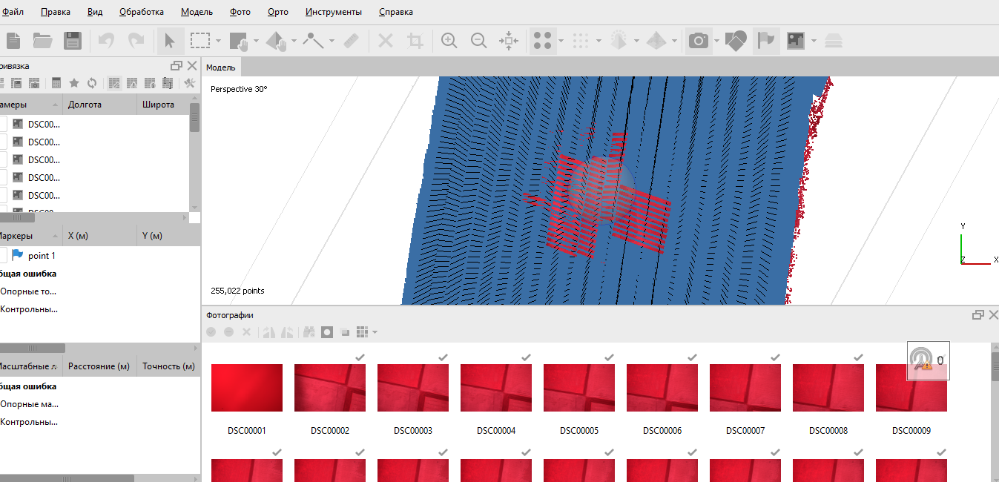 Файл Правка Вид Обработка Модель Фото Орто Инструменты Справка
ривязка
Модель
амеры Долгота Широта
Perspective 30°
DSC00...
DSC00...
DSC00...
DSC00...
DSC00...
Маркеры X (м) Y (м)
point 1
бщая ошибка
Опорные то...
Контрольны...
255,022 points
Y
Z X
Фотографии
Масштабные л Расстояние (м) Точность (м)
бщая ошибка
Опорные ма...
Контрольны...
0
DSC00001 DSC00002 DSC00003 DSC00004 DSC00005 DSC00006 DSC00007 DSC00008 DSC00009